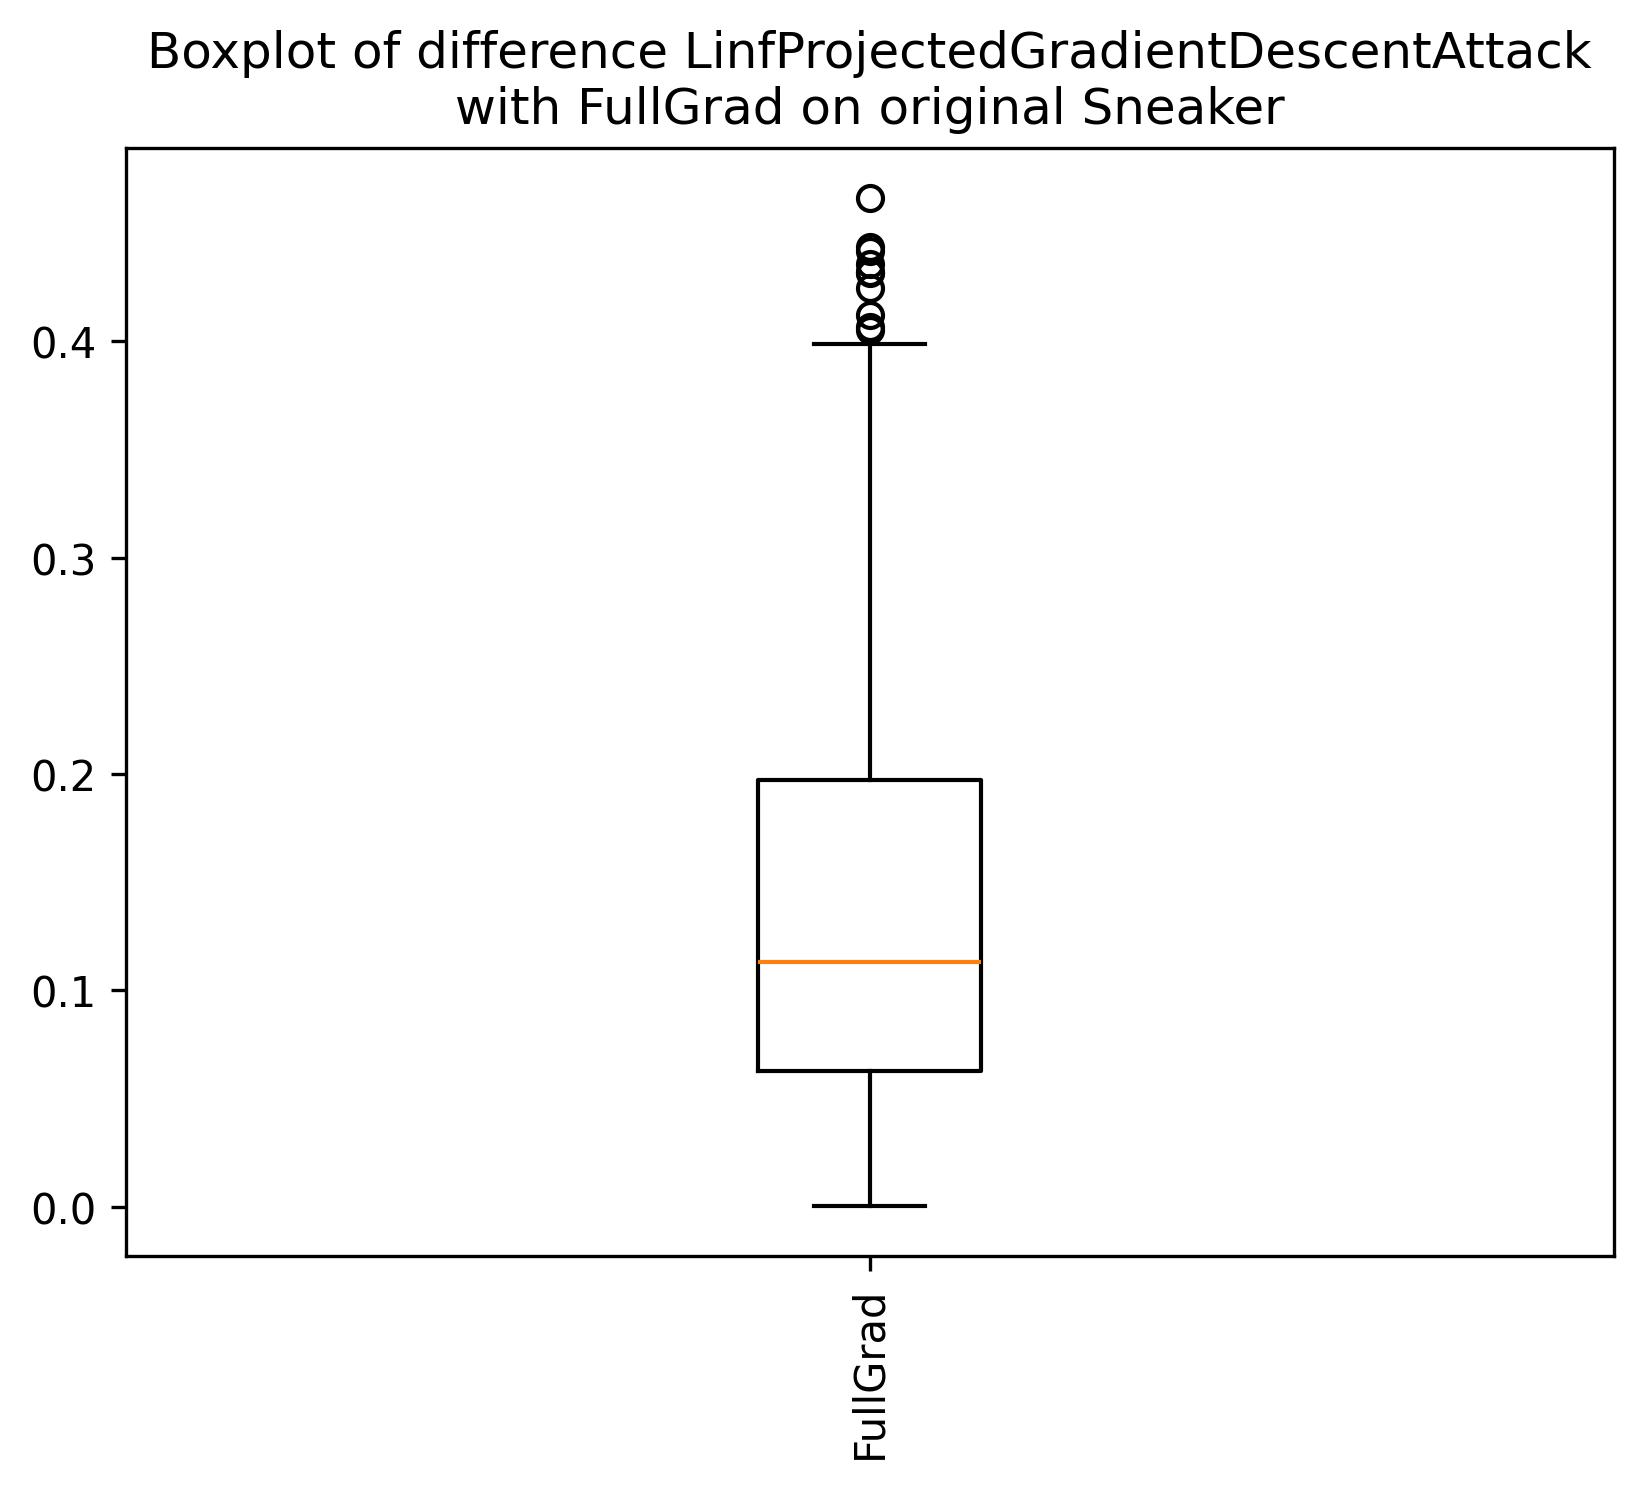 Boxplot of difference LinfProjectedGradientDescentAttack
with FullGrad on original Sneaker
0.4
0.3
0.2
0.1
0.0
FullGrad